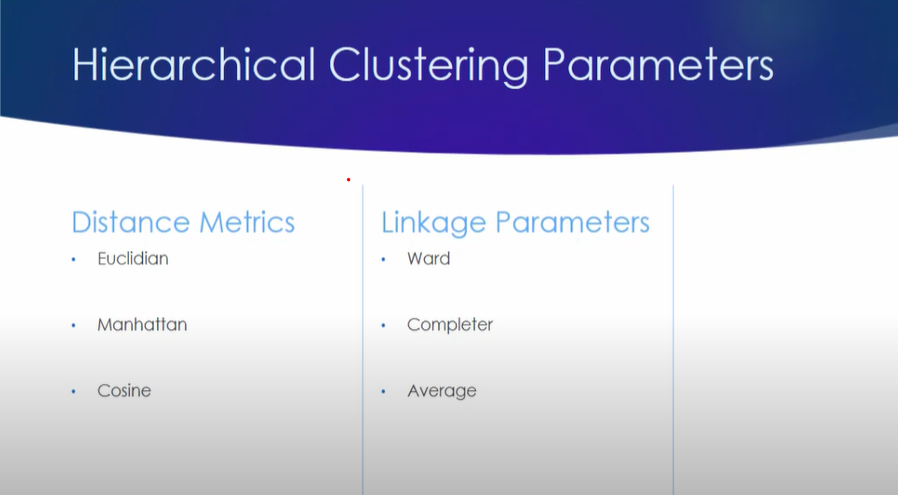 Hierarchical Clustering Parameters
Distance Metrics
• Euclidian
• Manhattan
• Cosine
Linkage Parameters
• Ward
• Completer
• Average